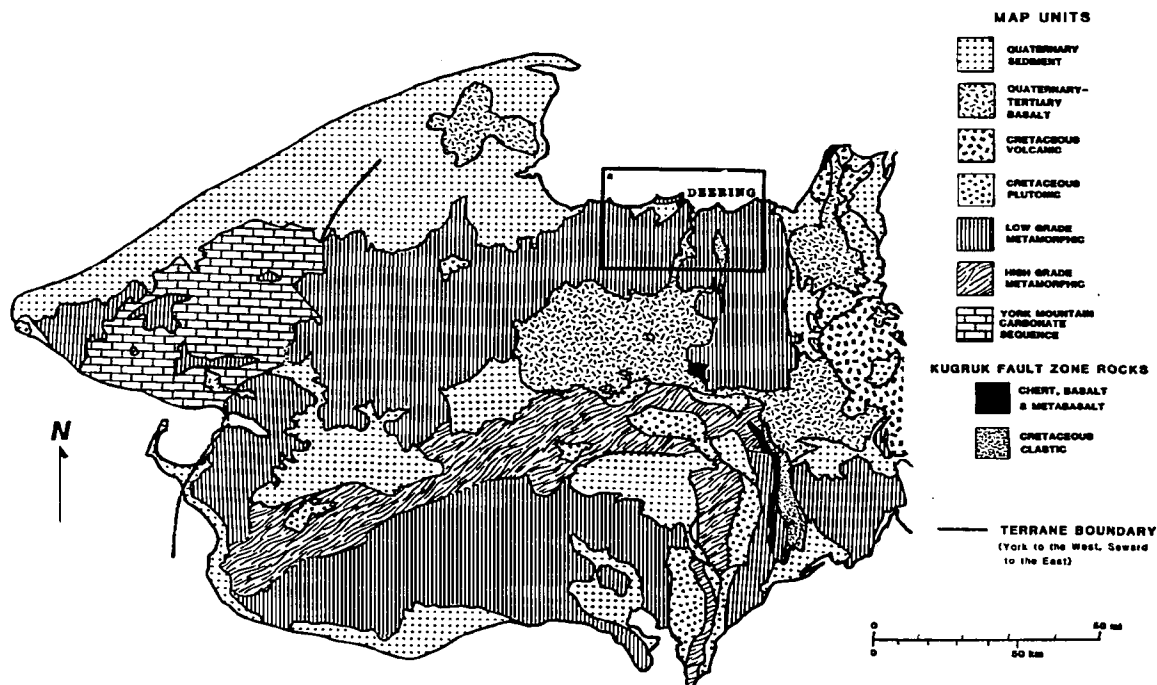 MAP UNITS
QUATERNARY
SEDIMENT
QUATERNARY-
TERTIARY
BASALT
CRETACEOUS
VOLCANIC
CRETACEOUS
PLUTONIC
LOW GRADE
METAMORPHIC
HIGH GRADE
METAMORPHIC
YORK MOUNTAIN
CARBONATE
SEQUENCE
KUGRUK FAULT ZONE ROCKS
CHERT, BASALT
& METABASALT
CRETACEOUS
CLASTIC
TERRANE BOUNDARY
(York to the West, Seward
to the East)
DEERING
N
0 50 mi
0 50 km